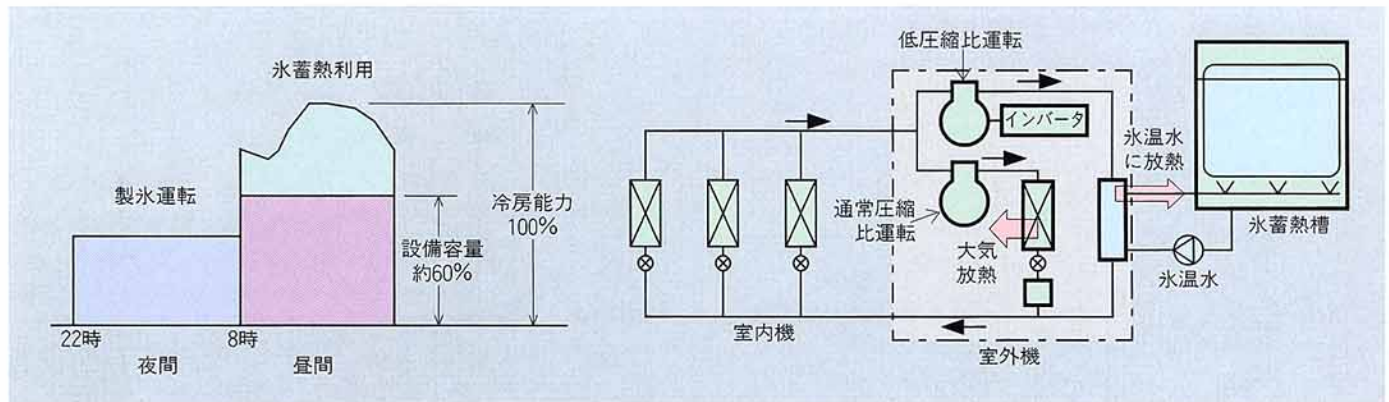 氷蓄熱利用
製氷運転
冷房能力
100%
設備容量
約60%
22時
8時
夜間
昼間
低圧縮比運転
インバータ
通常圧縮
比運転
大気
放熱
氷温水
に放熱
氷蓄熱槽
氷温水
室内機
室外機